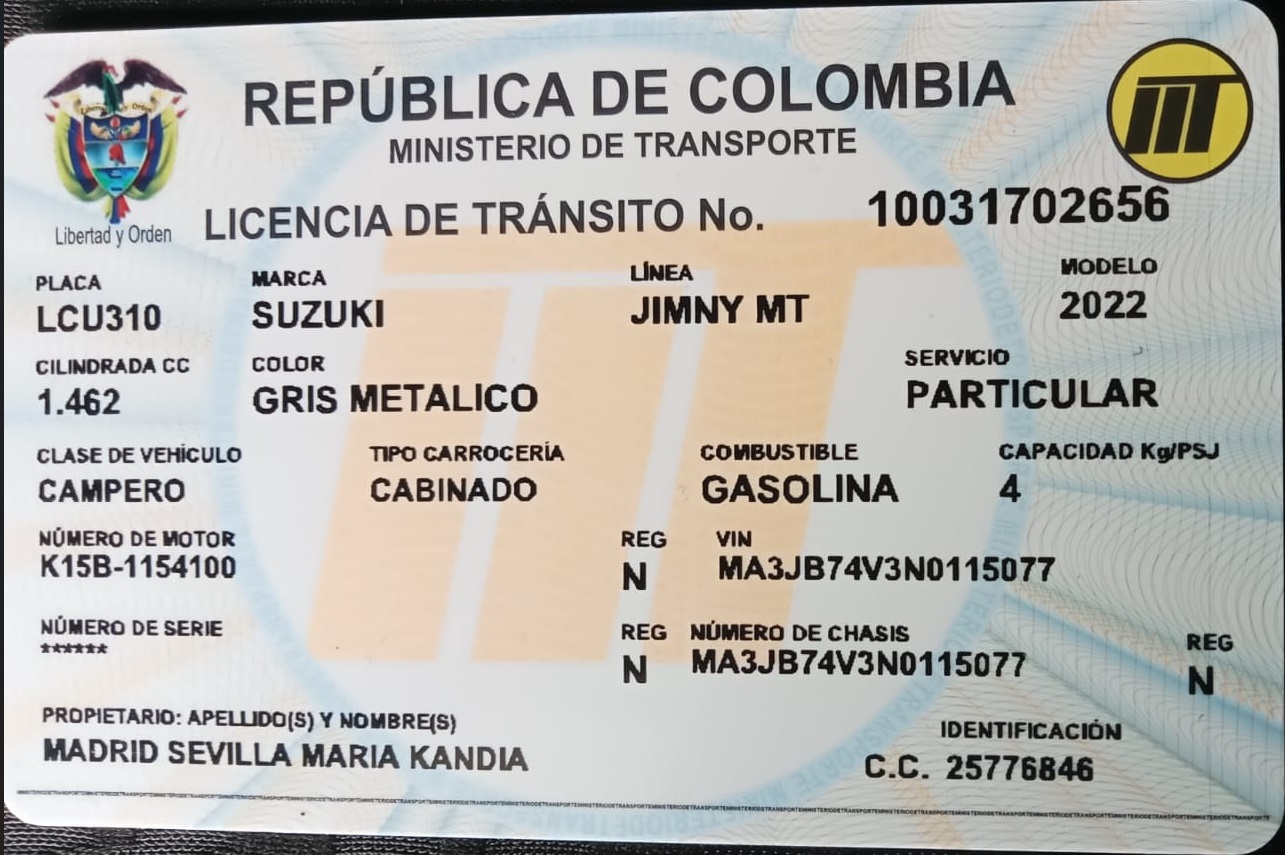 REPÚBLICA DE COLOMBIA
MINISTERIO DE TRANSPORTE
Libertad y Orden
LICENCIA DE TRÁNSITO No. 10031702656
PLACA MARCA LÍNEA MODELO
LCU310 SUZUKI JIMNY MT 2022
CILINDRADA CC COLOR SERVICIO
1.462 GRIS METALICO PARTICULAR
CLASE DE VEHÍCULO TIPO CARROCERÍA COMBUSTIBLE CAPACIDAD Kg/PSJ
CAMPERO CABINADO GASOLINA 4
NÚMERO DE MOTOR REG VIN
K15B-1154100 N MA3JB74V3N0115077
NÚMERO DE SERIE REG NÚMERO DE CHASIS REG
****** N MA3JB74V3N0115077 N
PROPIETARIO: APELLIDO(S) Y NOMBRE(S) IDENTIFICACIÓN
MADRID SEVILLA MARIA KANDIA C.C. 25776846